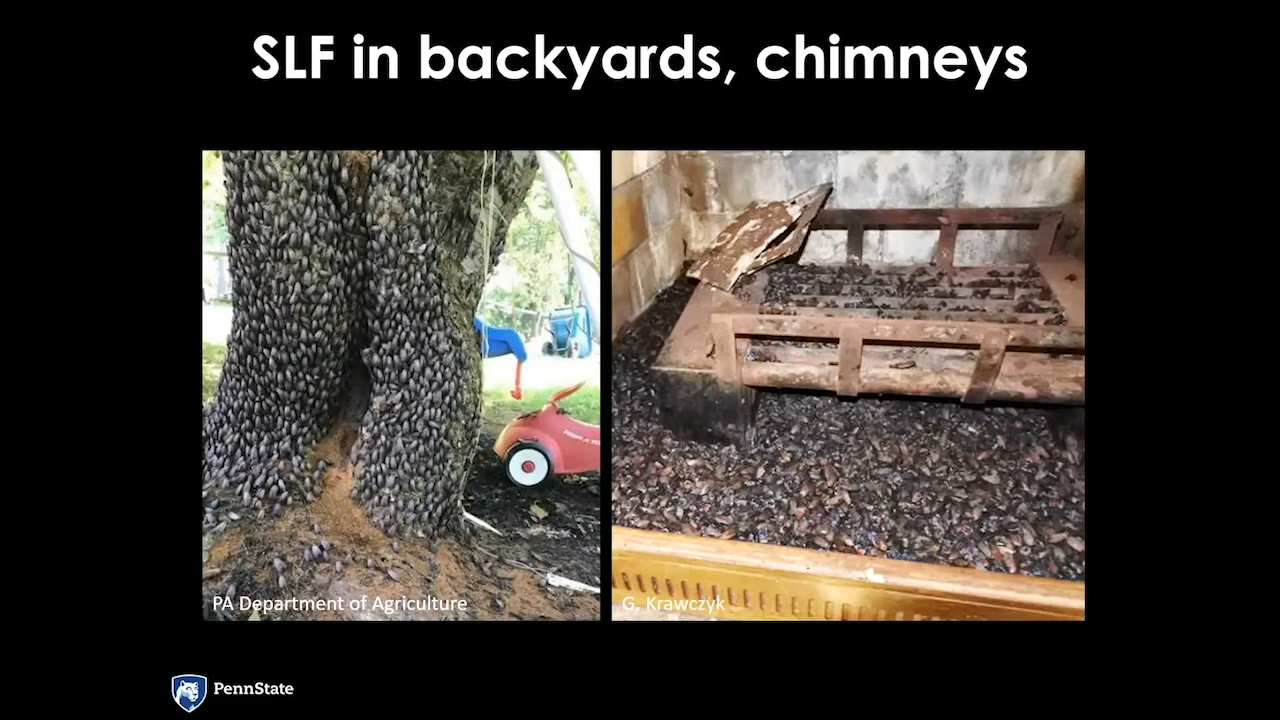 SLF in backyards, chimneys
PA Department of Agriculture
G. Krawczyk
PennState